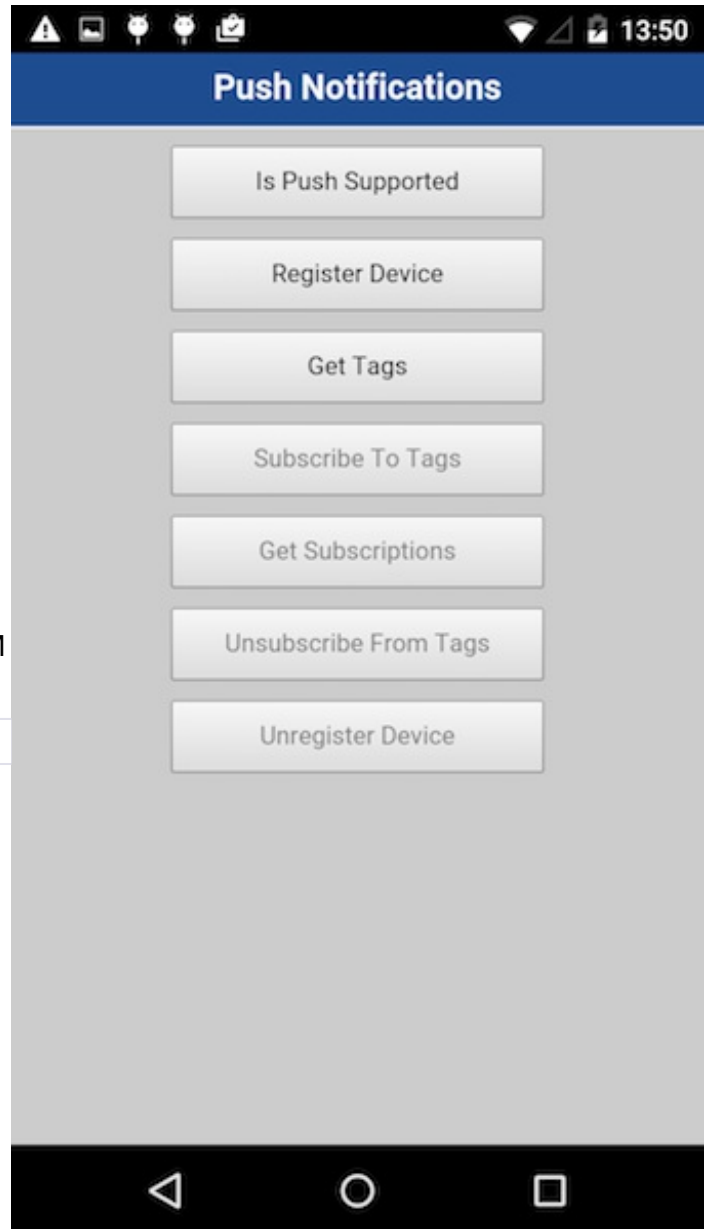 13:50
Push Notifications
Is Push Supported
Register Device
Get Tags
Subscribe To Tags
Get Subscriptions
Unsubscribe From Tags
Unregister Device